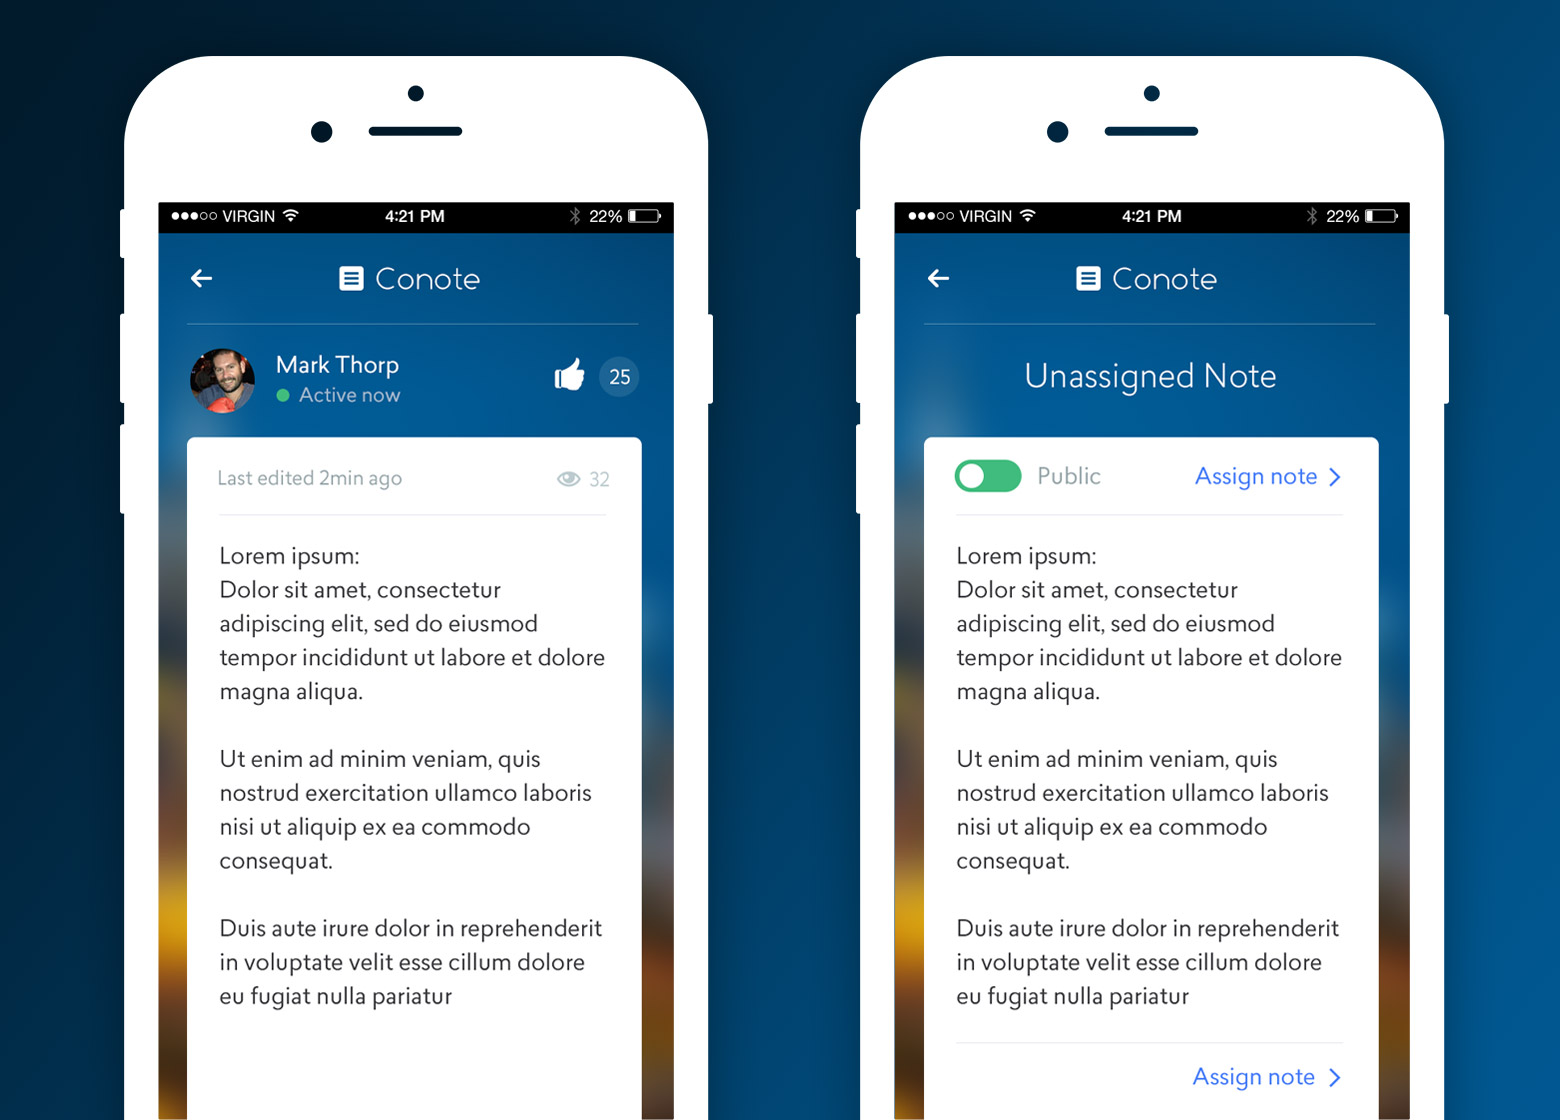 VIRGIN 4:21 PM 22%
Conote
Mark Thorp
Active now
25
Last edited 2min ago 32
Lorem ipsum:
Dolor sit amet, consectetur
adipiscing elit, sed do eiusmod
tempor incididunt ut labore et dolore
magna aliqua.
Ut enim ad minim veniam, quis
nostrud exercitation ullamco laboris
nisi ut aliquip ex ea commodo
consequat.
Duis aute irure dolor in reprehenderit
in voluptate velit esse cillum dolore
eu fugiat nulla pariatur
VIRGIN 4:21 PM 22%
Conote
Unassigned Note
Public Assign note
Lorem ipsum:
Dolor sit amet, consectetur
adipiscing elit, sed do eiusmod
tempor incididunt ut labore et dolore
magna aliqua.
Ut enim ad minim veniam, quis
nostrud exercitation ullamco laboris
nisi ut aliquip ex ea commodo
consequat.
Duis aute irure dolor in reprehenderit
in voluptate velit esse cillum dolore
eu fugiat nulla pariatur
Assign note